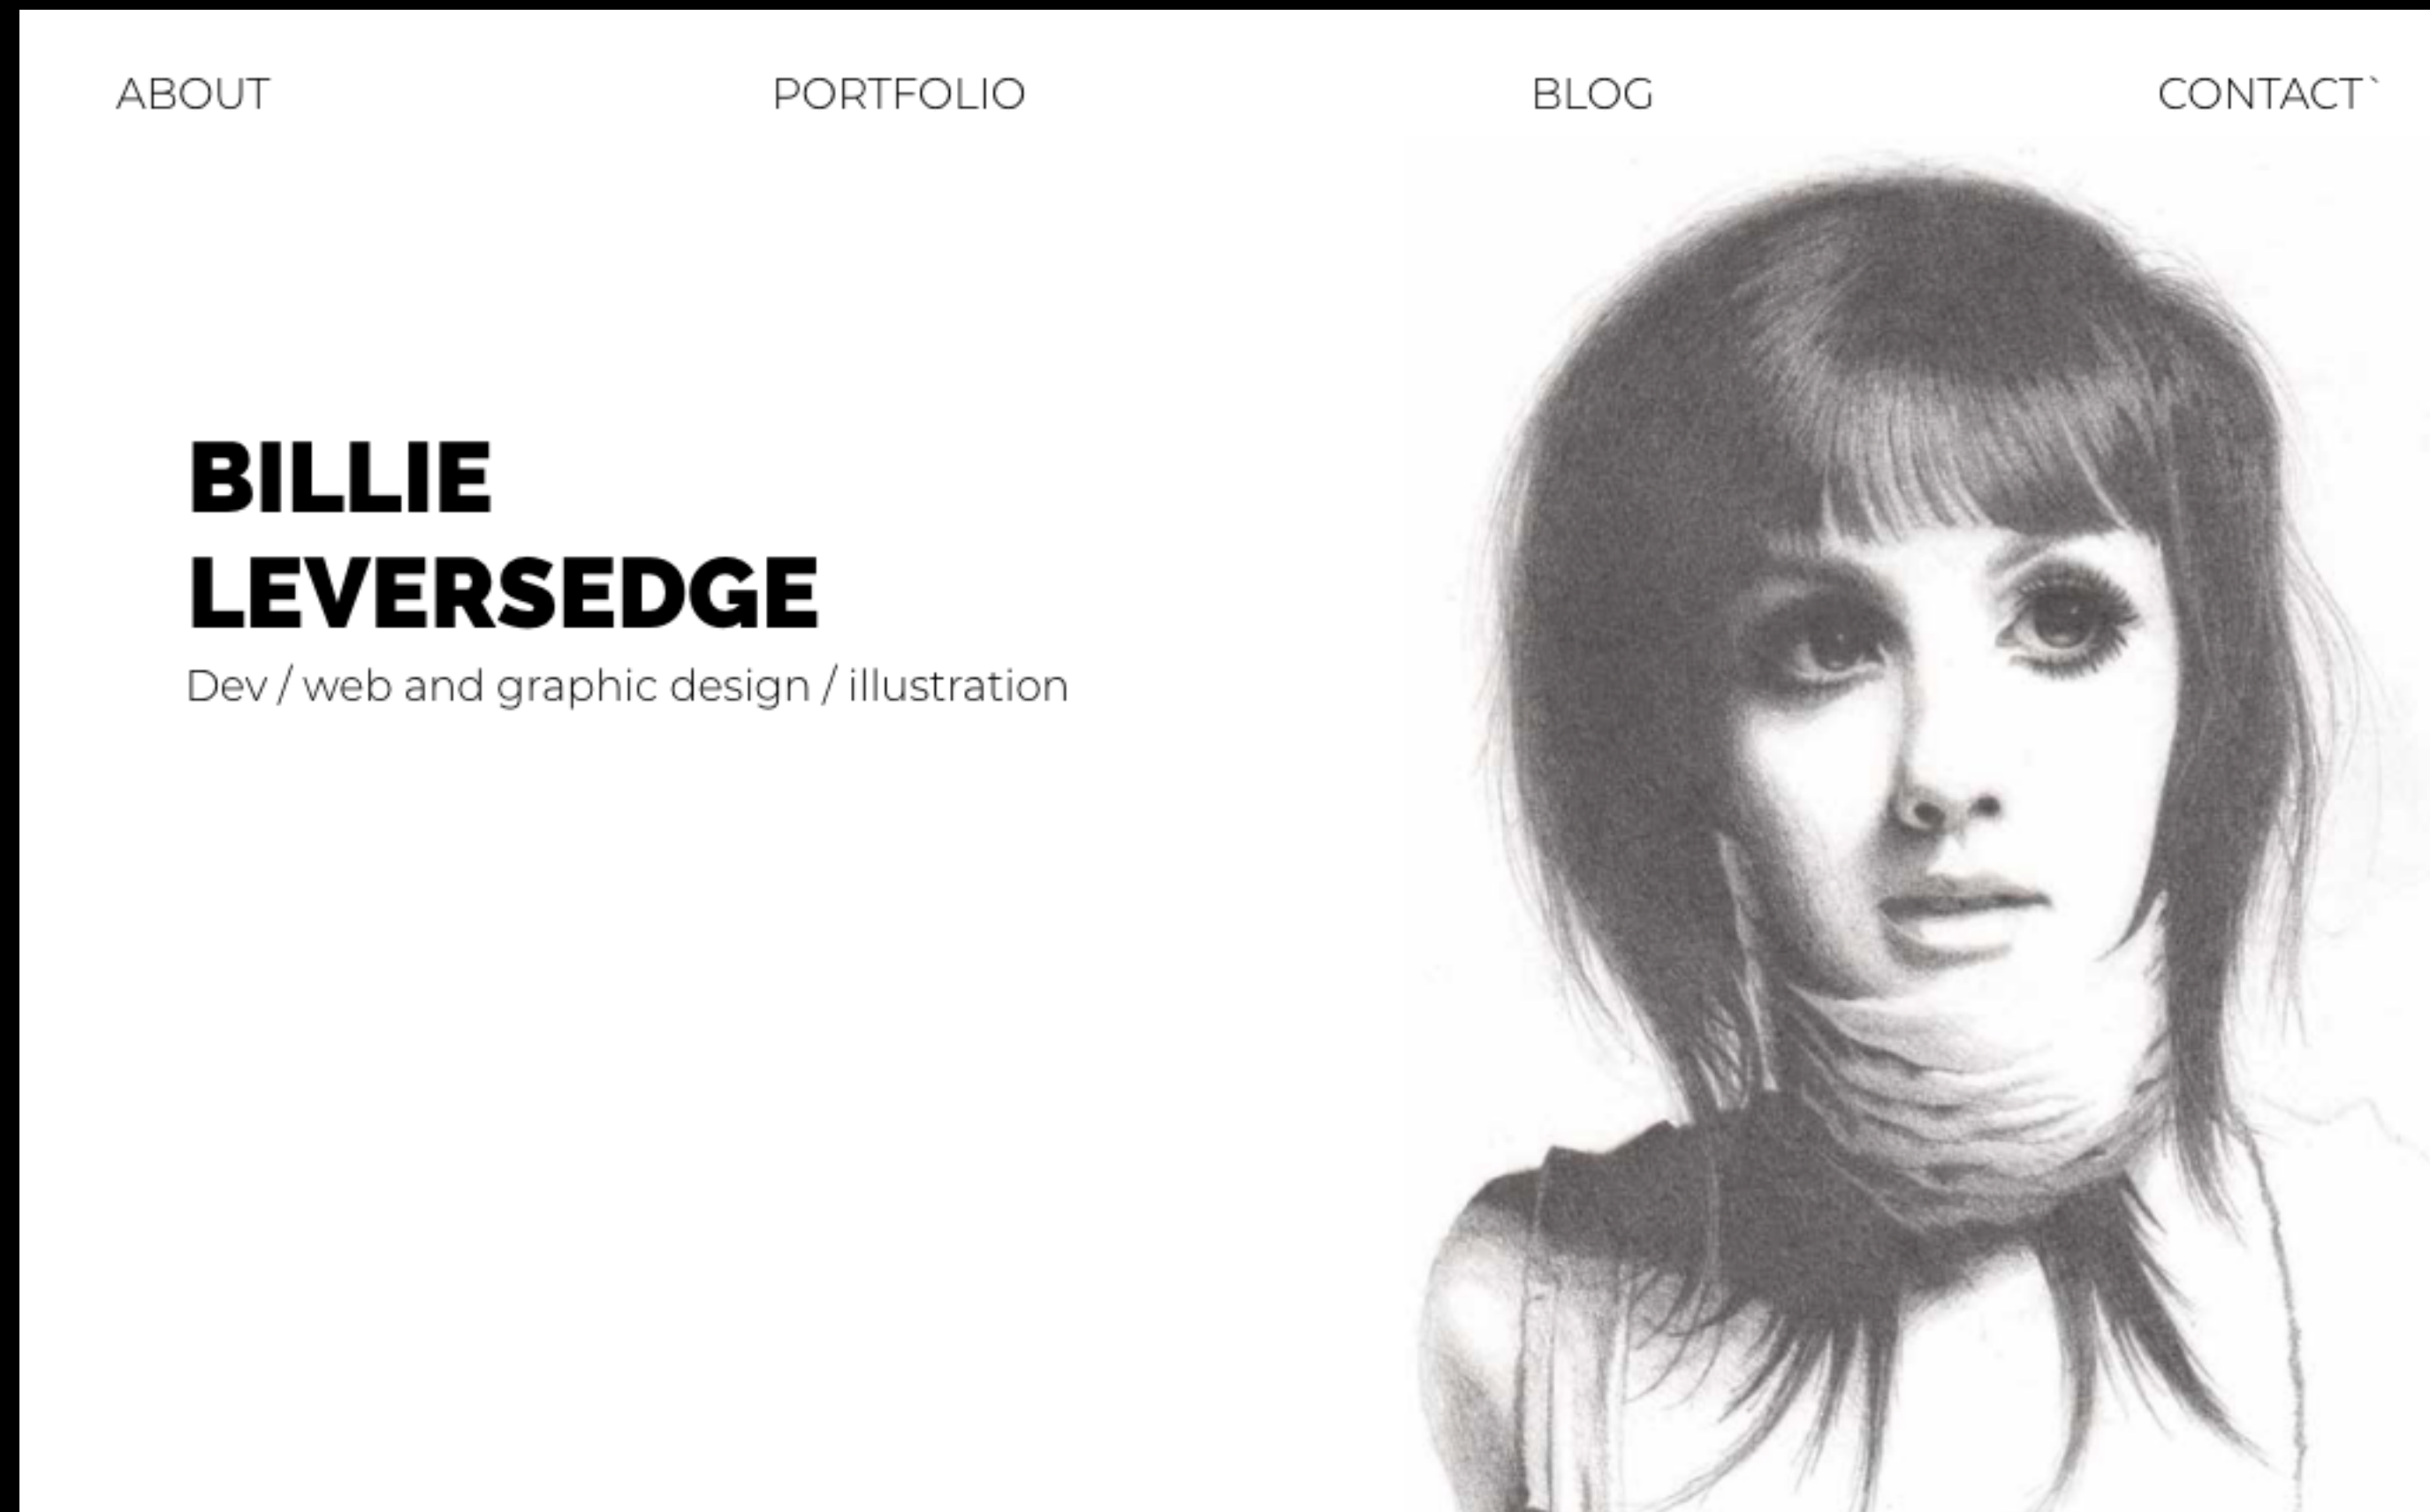 ABOUT PORTFOLIO BLOG CONTACT`
BILLIE
LEVERSEDGE
Dev / web and graphic design / illustration